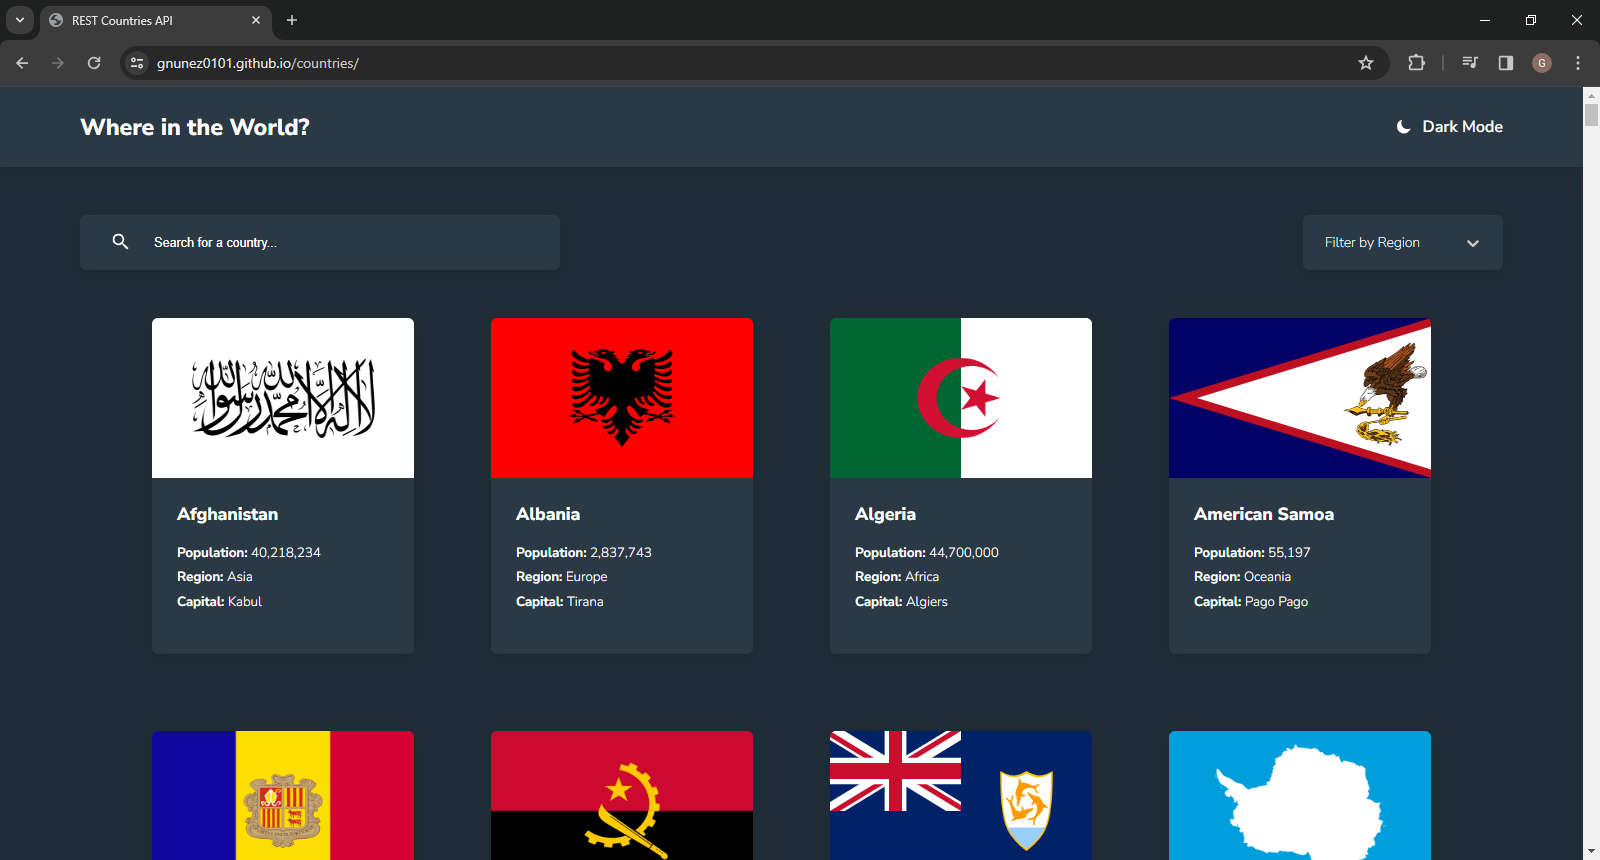 REST Countries API
gnunez0101.github.io/countries/
G
Where in the World?
Dark Mode
Search for a country...
Filter by Region
لا إله إلا الله محمد رسول الله
Afghanistan
Population: 40,218,234
Region: Asia
Capital: Kabul
Albania
Population: 2,837,743
Region: Europe
Capital: Tirana
Algeria
Population: 44,700,000
Region: Africa
Capital: Algiers
American Samoa
Population: 55,197
Region: Oceania
Capital: Pago Pago